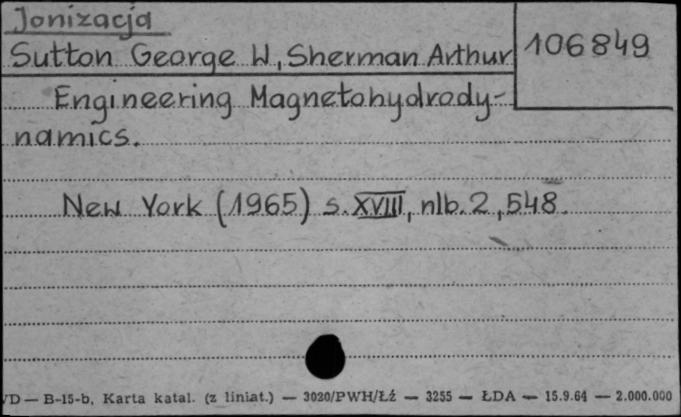 Jonizacja
Sutton George W., Sherman Arthur
106849
Engineering Magnetohydrody-
namics.
New York (1965) s. XVIII, nlb. 2, 548.
VD — B-15-b, Karta katal. (z liniat.) — 3020/PWH/Łź — 3255 — ŁDA — 15.9.64 — 2.000.000